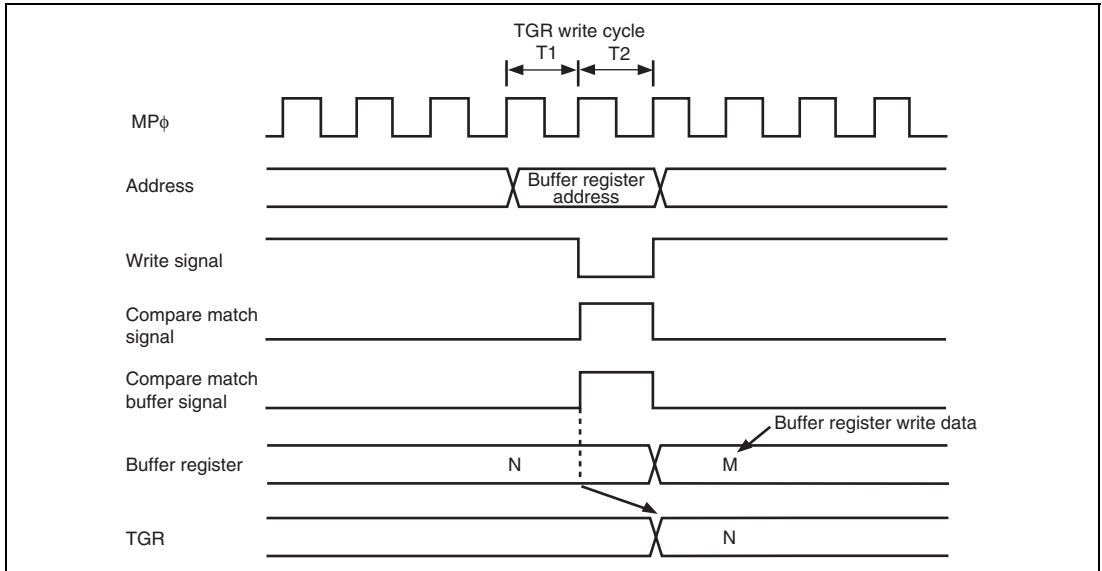 TGR write cycle
T1 T2
MPϕ
Address
Buffer register
address
Write signal
Compare match
signal
Compare match
buffer signal
Buffer register write data
Buffer register
N
M
TGR
N